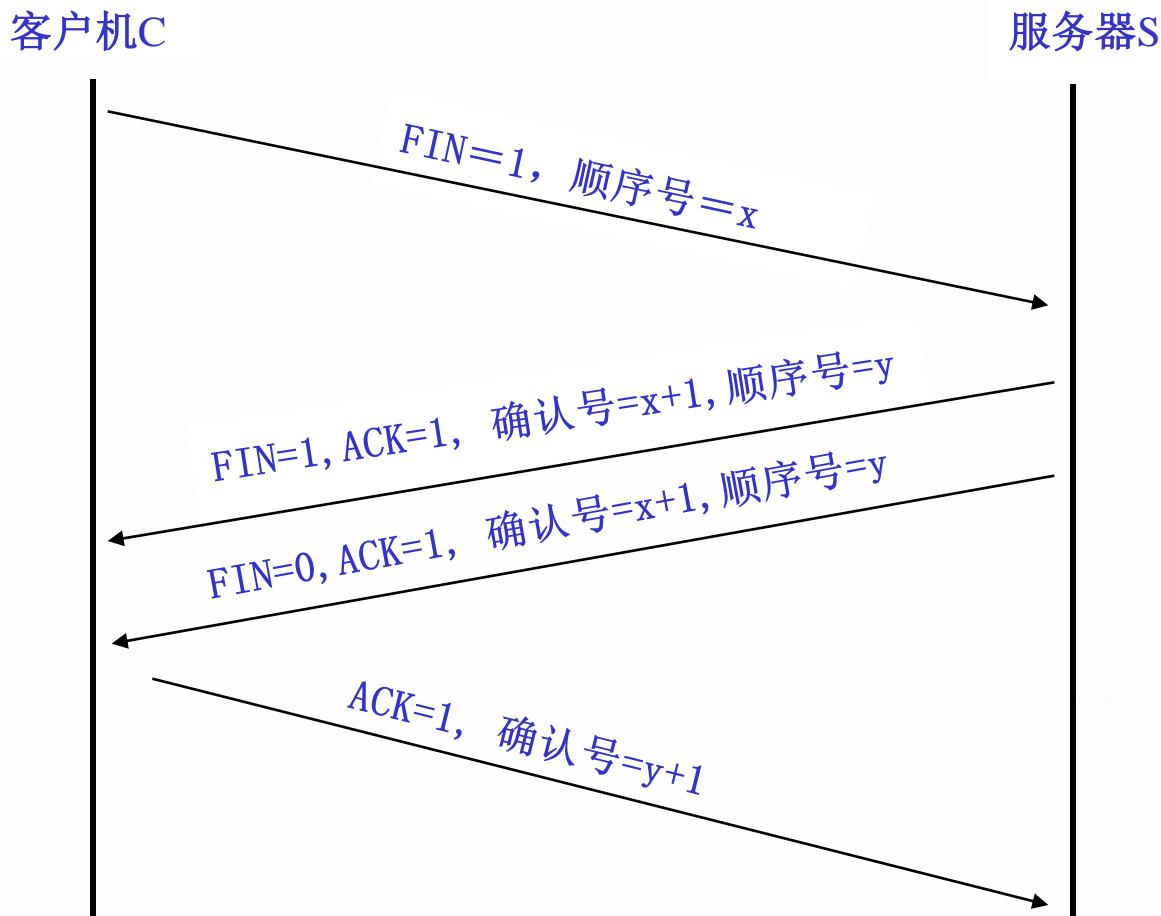 客户机C
服务器S
FIN＝1，顺序号＝x
FIN=1,ACK=1, 确认号=x+1,顺序号=y
FIN=0,ACK=1, 确认号=x+1,顺序号=y
ACK=1, 确认号=y+1